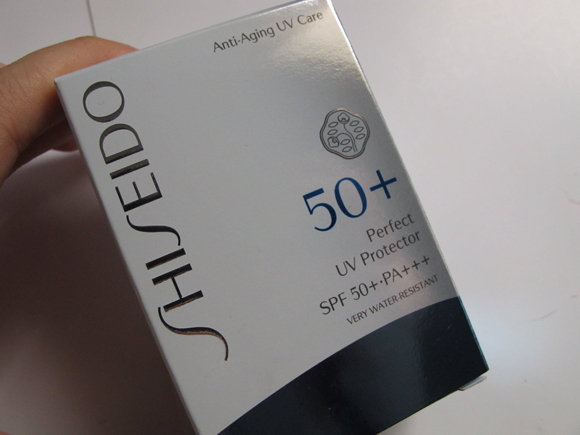 Anti-Aging UV Care
SHISEIDO
50+
Perfect
UV Protector
SPF 50+·PA+++
VERY WATER-RESISTANT